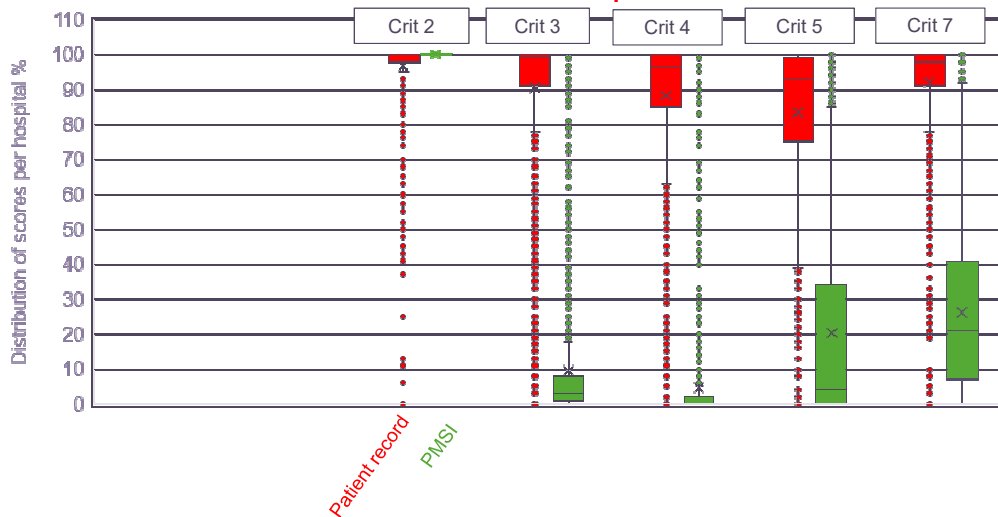 Crit 2
Crit 3
Crit 4
Crit 5
Crit 7
Distribution of scores per hospital %
110
100
90
80
70
60
50
40
30
20
10
0
Patient record
PMSI